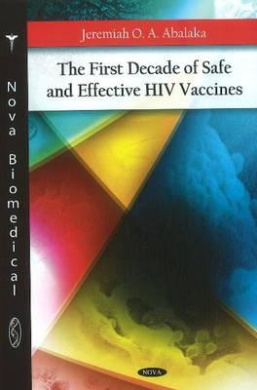 Jeremiah O. A. Abalaka
The First Decade of Safe
and Effective HIV Vaccines
Nova Biomedical
NOVA